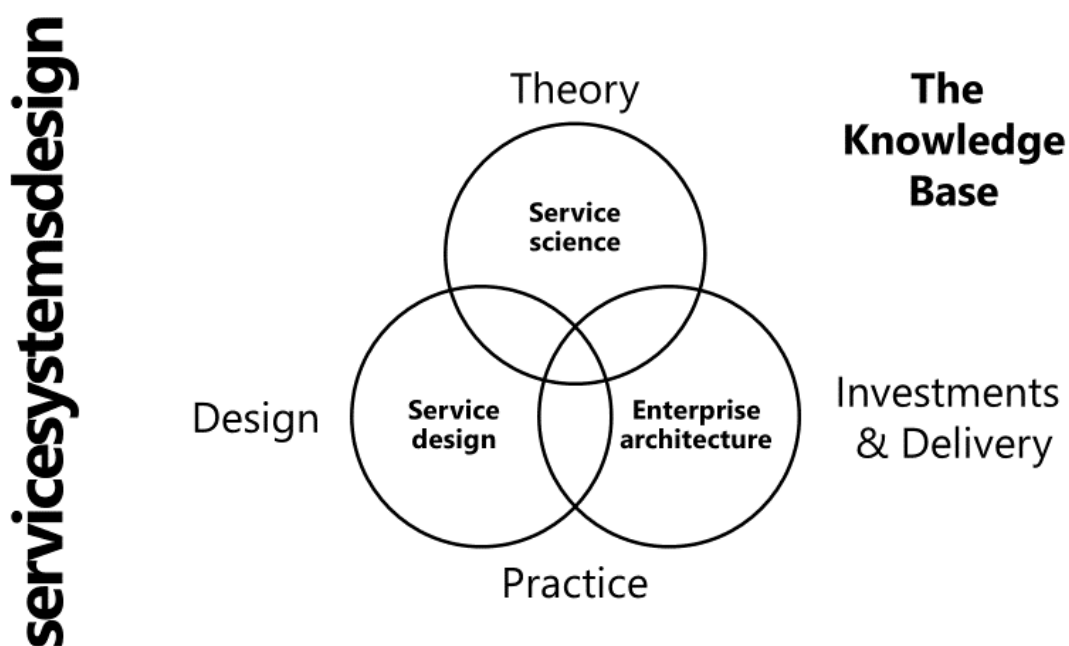 servicesystemsdesign
Theory
The
Knowledge
Base
Service
science
Design
Service
design
Enterprise
architecture
Investments
& Delivery
Practice